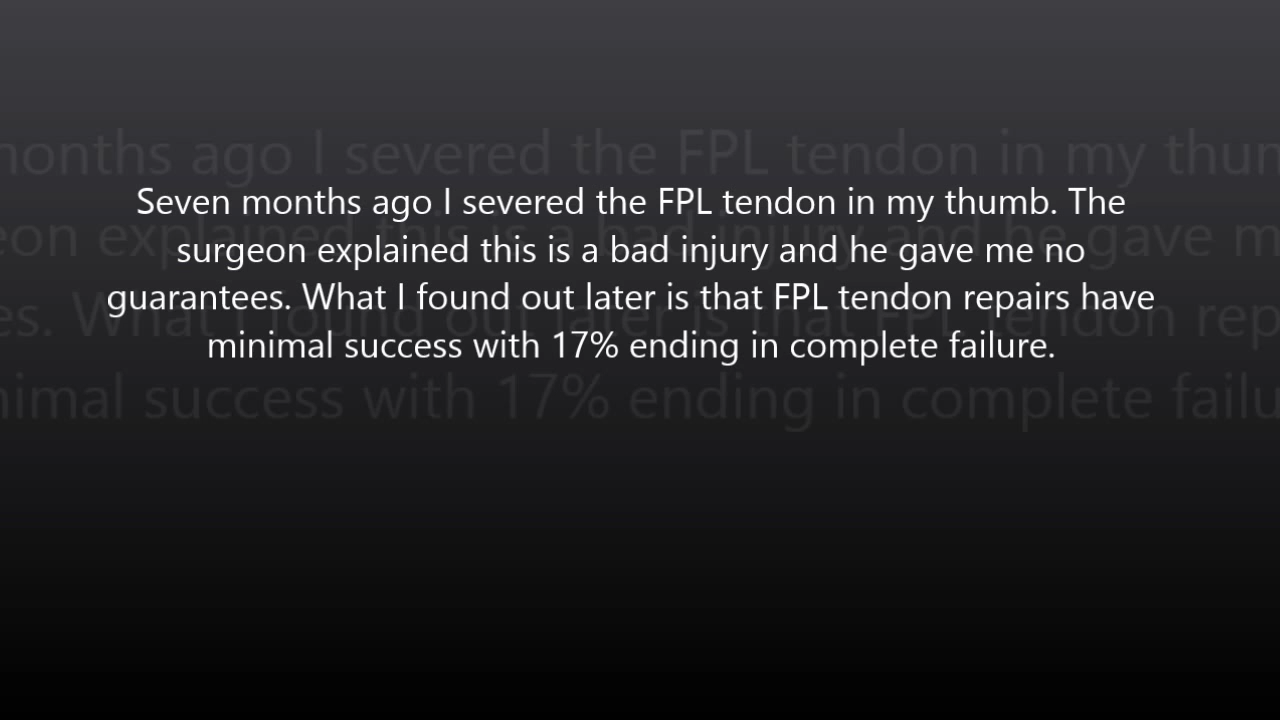 Seven months ago I severed the FPL tendon in my thumb. The
surgeon explained this is a bad injury and he gave me no
guarantees. What I found out later is that FPL tendon repairs have
minimal success with 17% ending in complete failure.